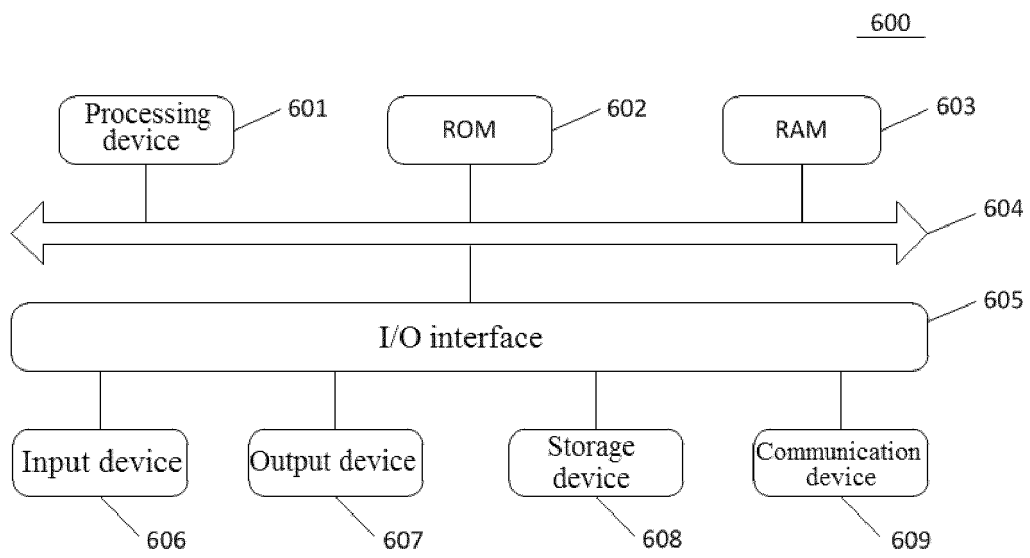 600
Processing
device
601
ROM
602
RAM
603
604
605
I/O interface
Input device
Output device
Storage
device
Communication
device
606
607
608
609